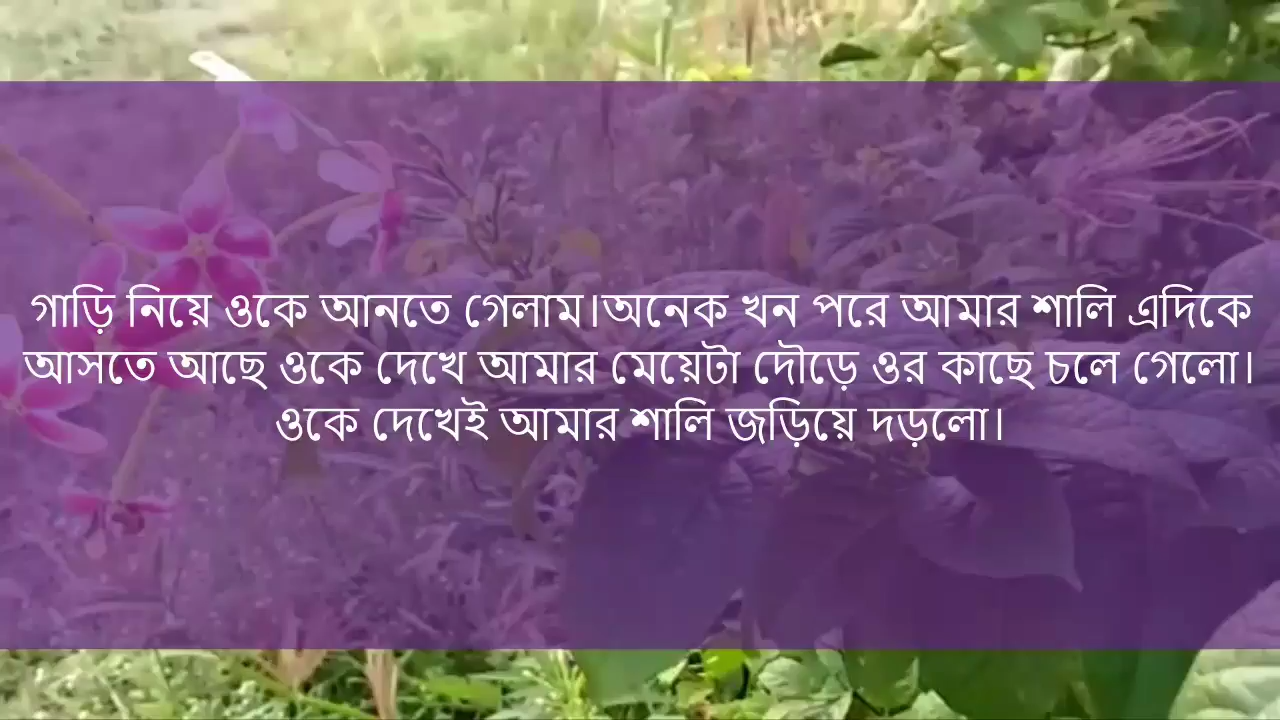 গাড়ি নিয়ে ওকে আনতে গেলাম।অনেক খন পরে আমার শালি এদিকে
আসতে আছে ওকে দেখে আমার মেয়েটা দৌড়ে ওর কাছে চলে গেলো।
ওকে দেখেই আমার শালি জড়িয়ে দড়লো।